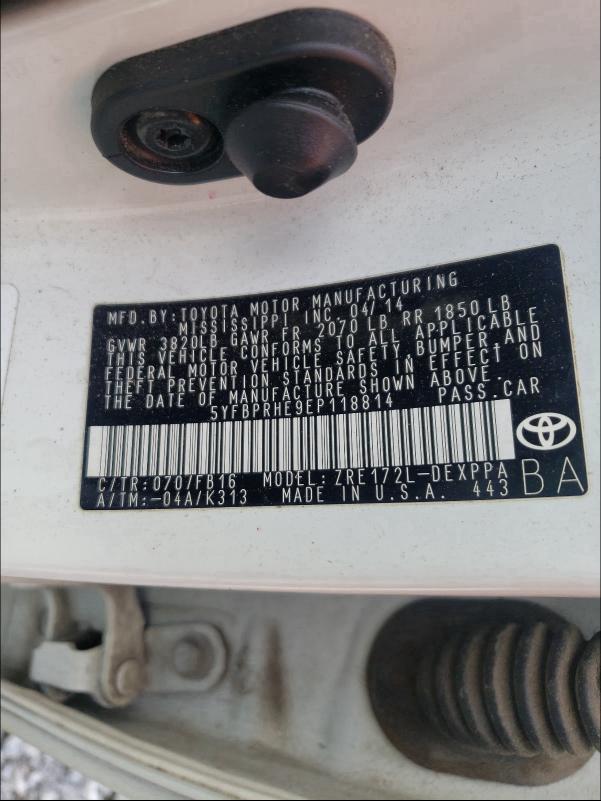 MFD.BY:TOYOTA MOTOR MANUFACTURING
MISSISSIPPI INC. 04/14
GVWR 3820LB GAWR FR 2070 LB RR 1850 LB
THIS VEHICLE CONFORMS TO ALL APPLICABLE
FEDERAL MOTOR VEHICLE SAFETY, BUMPER,AND
THEFT PREVENTION STANDARDS IN EFFECT ON
THE DATE OF MANUFACTURE SHOWN ABOVE.
5YFBPRHE9EP118814 PASS.CAR
C/TR:070/FB16 MODEL: ZRE172L-DEXPPA
A/TM:-04A/K313 MADE IN U.S.A. 443
BA